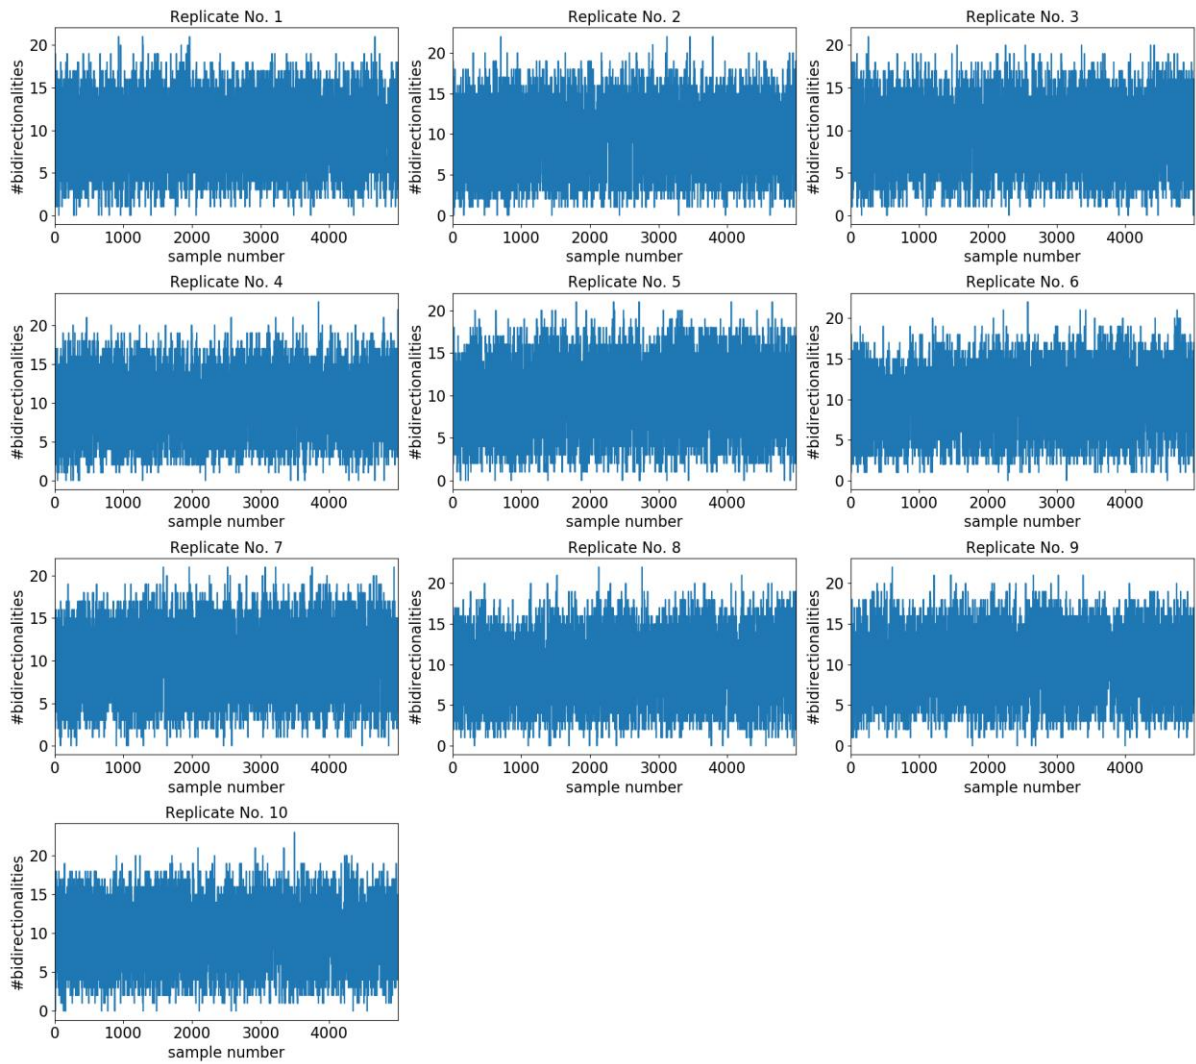 Replicate No. 1
20
15
10
5
0
#bidirectionalities
0 1000 2000 3000 4000
sample number
Replicate No. 2
20
15
10
5
0
#bidirectionalities
0 1000 2000 3000 4000
sample number
Replicate No. 3
20
15
10
5
0
#bidirectionalities
0 1000 2000 3000 4000
sample number
Replicate No. 4
20
15
10
5
0
#bidirectionalities
0 1000 2000 3000 4000
sample number
Replicate No. 5
20
15
10
5
0
#bidirectionalities
0 1000 2000 3000 4000
sample number
Replicate No. 6
20
15
10
5
0
#bidirectionalities
0 1000 2000 3000 4000
sample number
Replicate No. 7
20
15
10
5
0
#bidirectionalities
0 1000 2000 3000 4000
sample number
Replicate No. 8
20
15
10
5
0
#bidirectionalities
0 1000 2000 3000 4000
sample number
Replicate No. 9
20
15
10
5
0
#bidirectionalities
0 1000 2000 3000 4000
sample number
Replicate No. 10
20
15
10
5
0
#bidirectionalities
0 1000 2000 3000 4000
sample number